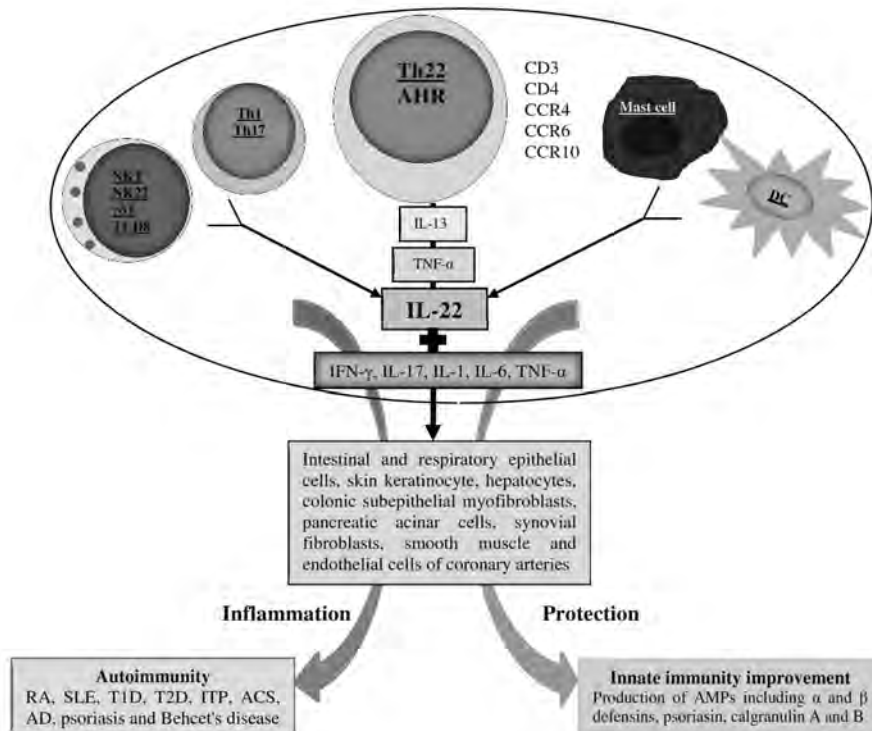 Th22
AHR
CD3
CD4
CCR4
CCR6
CCR10
Mast cell
Th1
Th17
NKT
NK22
DC
IL-13
TNF-α
IL-22
IFN-γ, IL-17, IL-1, IL-6, TNF-α
Intestinal and respiratory epithelial
cells, skin keratinocyte, hepatocytes,
colonic subepithelial myofibroblasts,
pancreatic acinar cells, synovial
fibroblasts, smooth muscle and
endothelial cells of coronary arteries
Inflammation
Protection
Autoimmunity
RA, SLE, T1D, T2D, ITP, ACS,
AD, psoriasis and Behcet's disease
Innate immunity improvement
Production of AMPs including α and β
defensins, psoriasin, calgranulin A and B